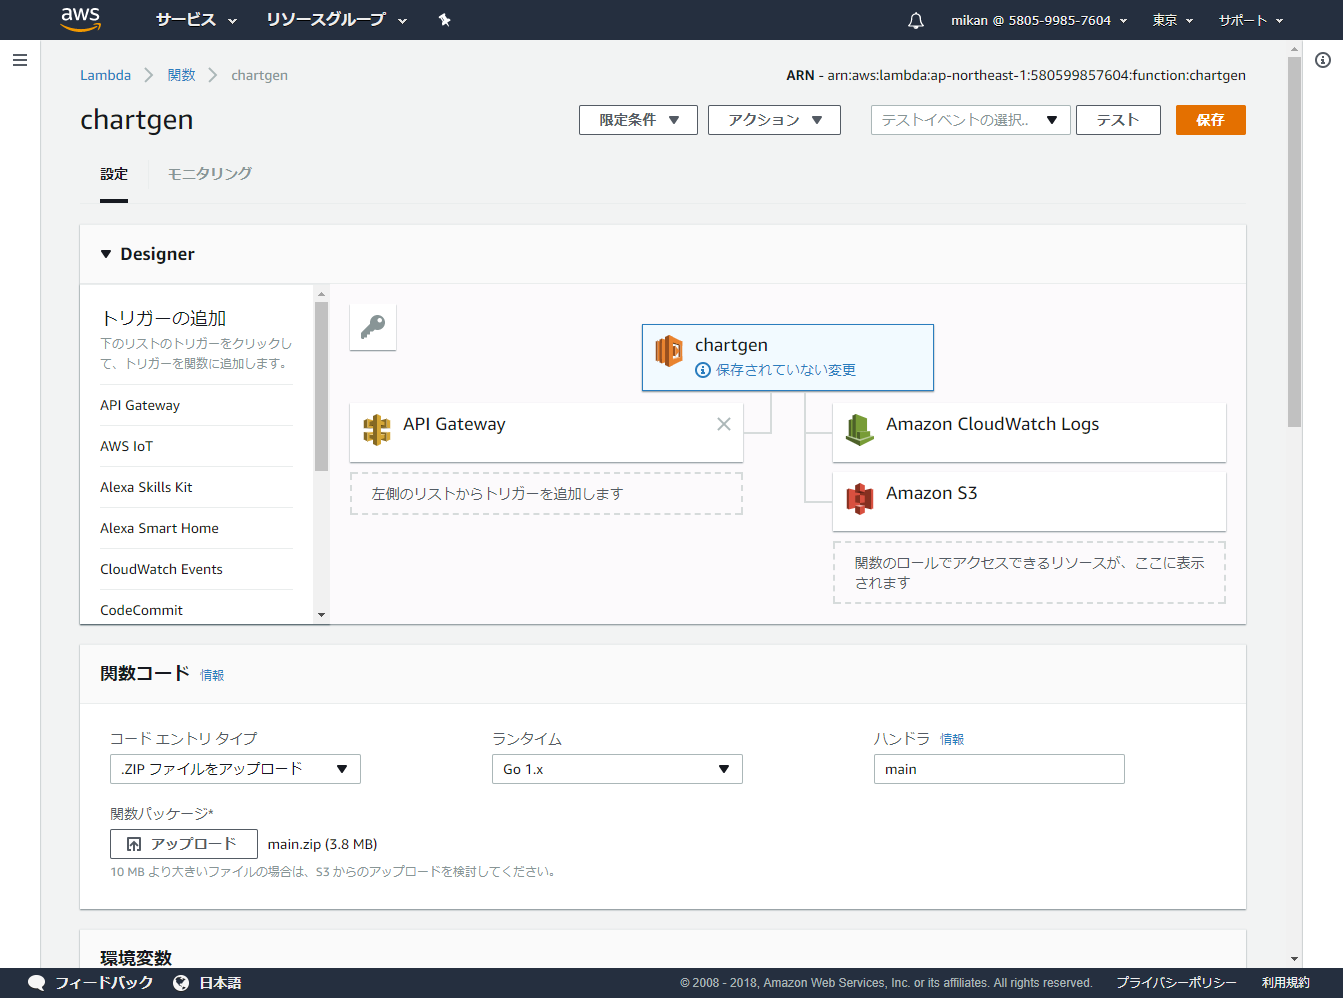 aws サービス リソースグループ mikan @ 5805-9985-7604 東京 サポート
Lambda 関数 chartgen ARN - arn:aws:lambda:ap-northeast-1:580599857604:function:chartgen
chartgen 限定条件 アクション テストイベントの選択.. テスト 保存
設定 モニタリング
Designer
トリガーの追加
下のリストのトリガーをクリックし
て、トリガーを関数に追加します。
API Gateway
AWS IoT
Alexa Skills Kit
Alexa Smart Home
CloudWatch Events
CodeCommit
chartgen
保存されていない変更
API Gateway
左側のリストからトリガーを追加します
Amazon CloudWatch Logs
Amazon S3
関数のロールでアクセスできるリソースが、ここに表示
されます
関数コード 情報
コード エントリ タイプ ランタイム ハンドラ 情報
.ZIP ファイルをアップロード Go 1.x main
関数パッケージ*
アップロード main.zip (3.8 MB)
10 MB より大きいファイルの場合は、S3 からのアップロードを検討してください。
環境変数
フィードバック 日本語 © 2008 - 2018, Amazon Web Services, Inc. or its affiliates. All rights reserved. プライバシーポリシー 利用規約